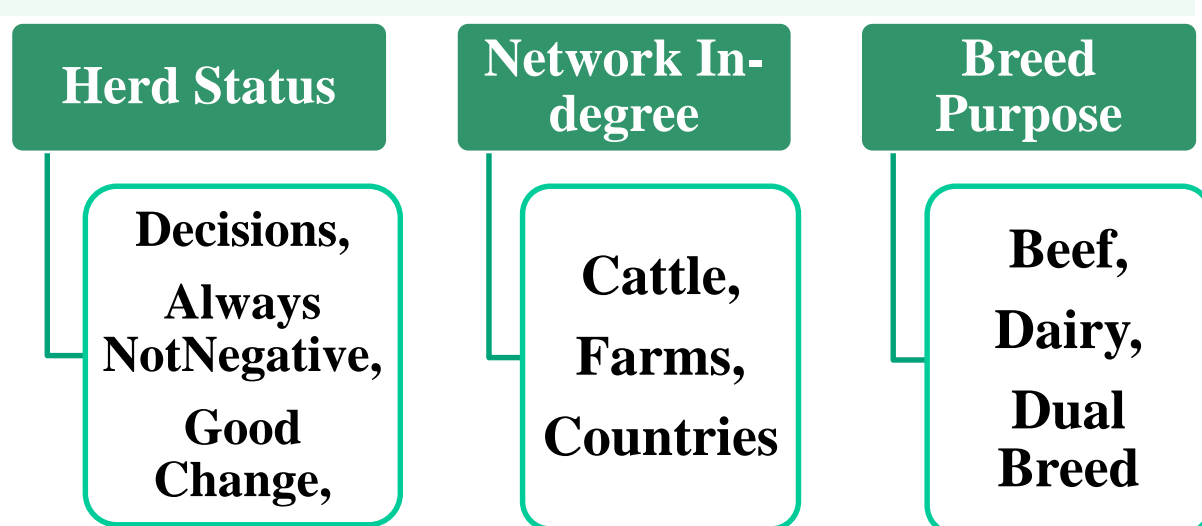 Herd Status
Decisions,
Always
NotNegative,
Good
Change,
Network In-
degree
Cattle,
Farms,
Countries
Breed
Purpose
Beef,
Dairy,
Dual
Breed